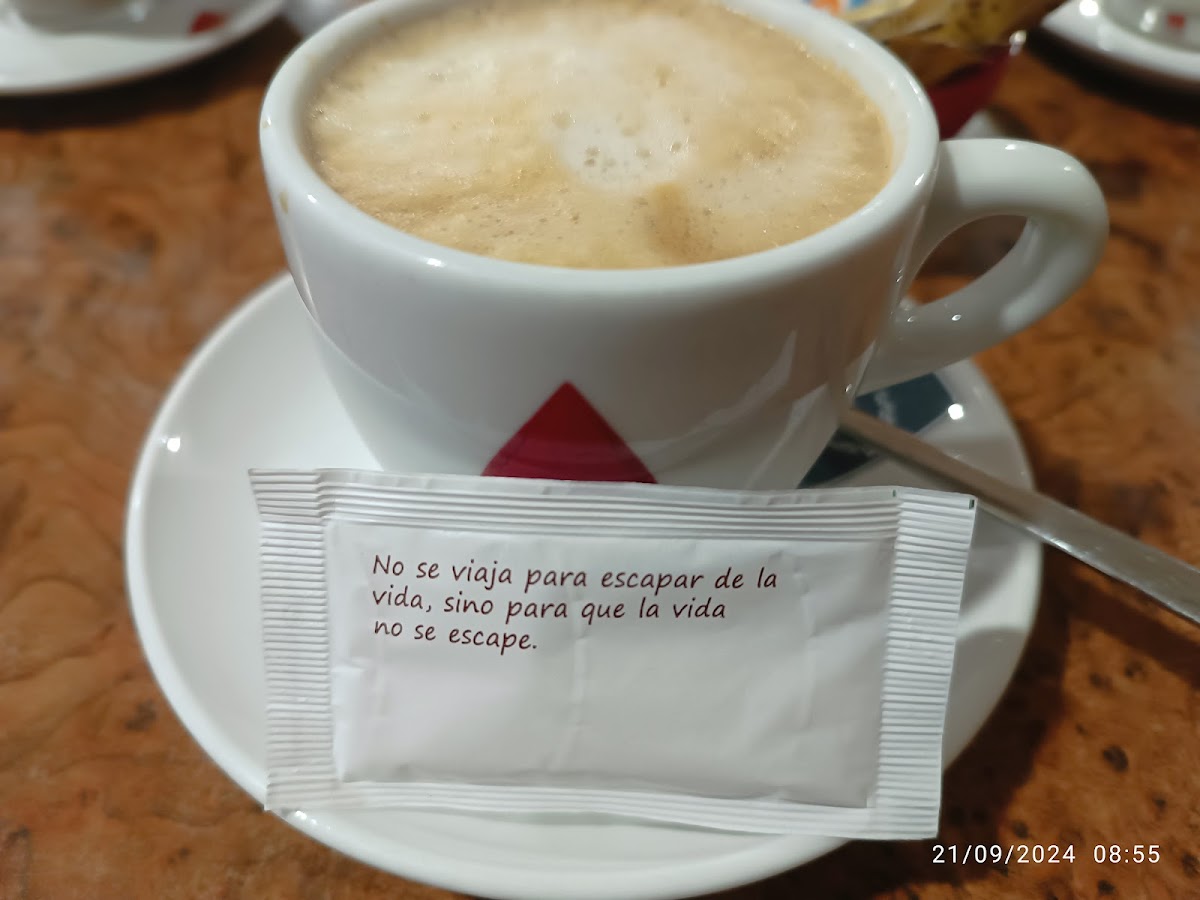 No se viaja para escapar de la
vida, sino para que la vida
no se escape.
21/09/2024 08:55